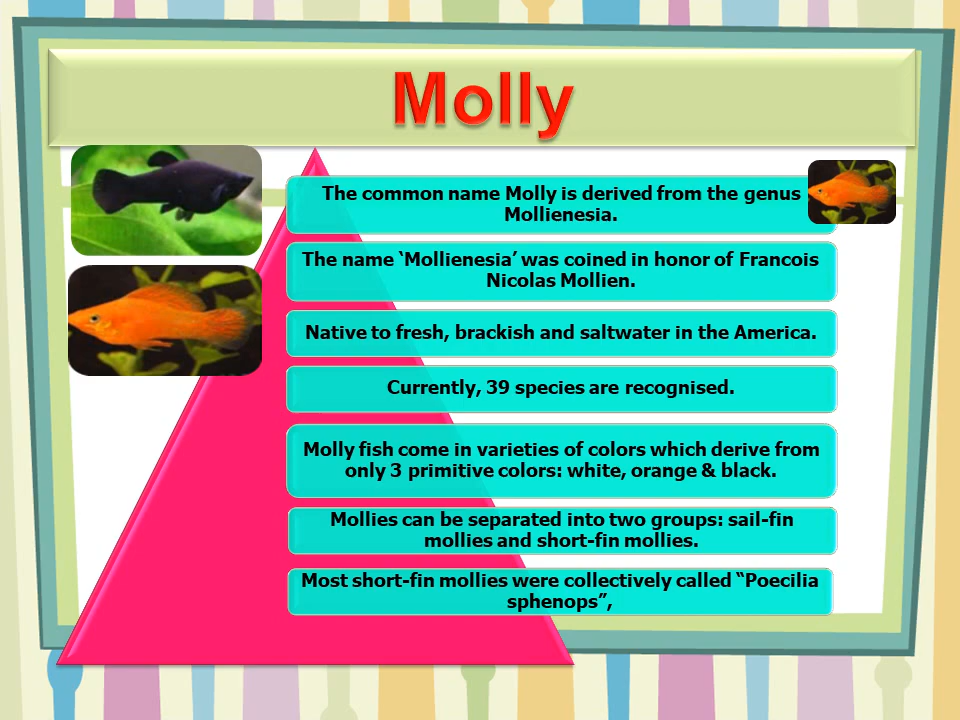 Molly
The common name Molly is derived from the genus
Mollienesia.
The name ‘Mollienesia’ was coined in honor of Francois
Nicolas Mollien.
Native to fresh, brackish and saltwater in the America.
Currently, 39 species are recognised.
Molly fish come in varieties of colors which derive from
only 3 primitive colors: white, orange & black.
Mollies can be separated into two groups: sail-fin
mollies and short-fin mollies.
Most short-fin mollies were collectively called “Poecilia
sphenops”,